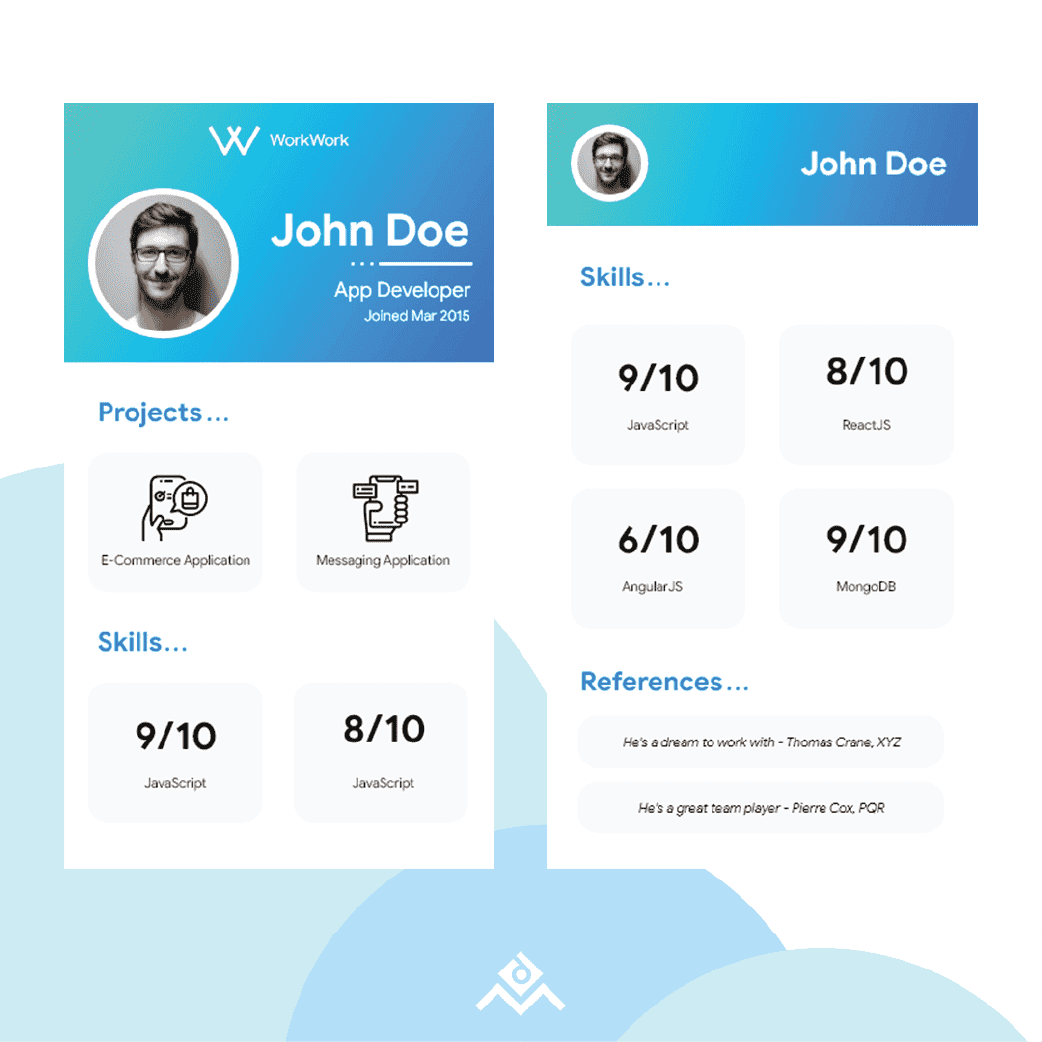 WorkWork
John Doe
App Developer
Joined Mar 2015
Projects...
E-Commerce Application
Messaging Application
Skills...
9/10
JavaScript
8/10
JavaScript
John Doe
Skills...
9/10
JavaScript
8/10
ReactJS
6/10
AngularJS
9/10
MongoDB
References...
He's a dream to work with - Thomas Crane, XYZ
He's a great team player - Pierre Cox, PQR